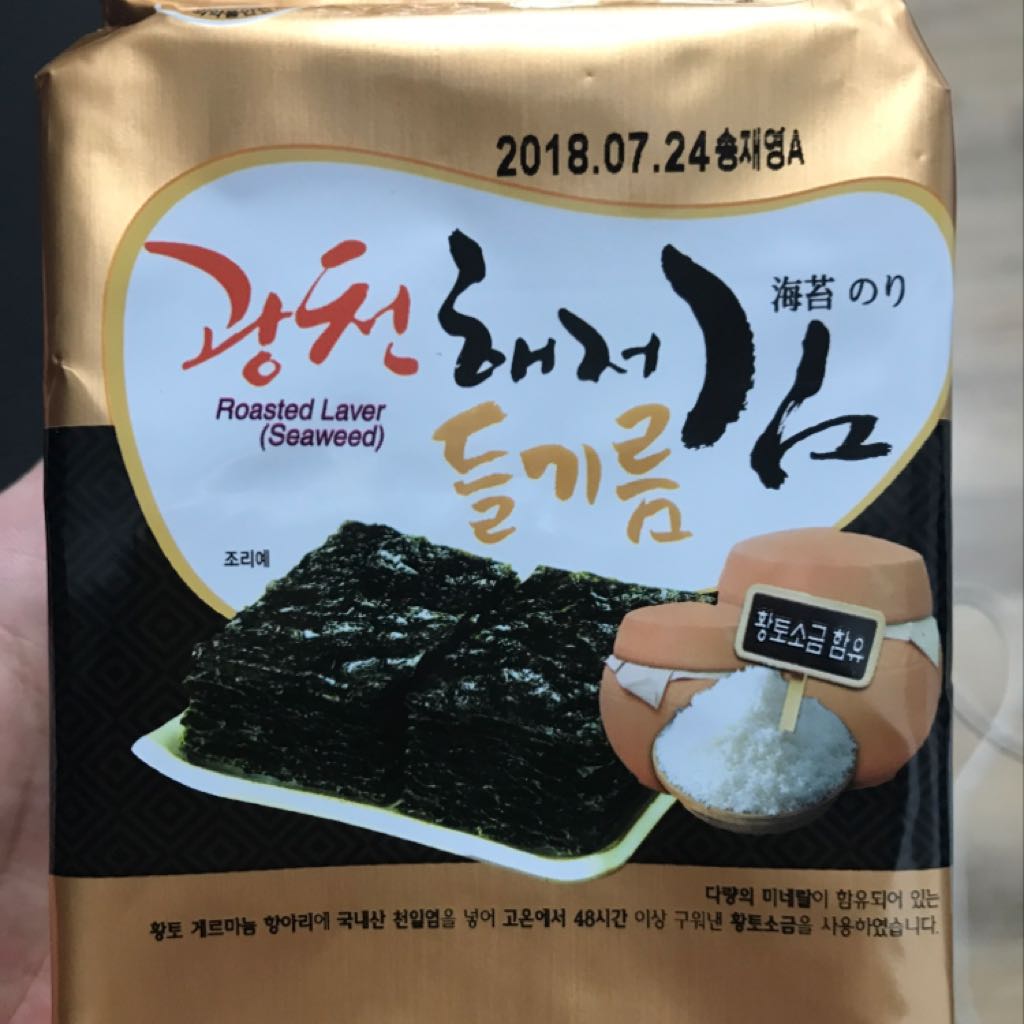 2018.07.24송재영A
광천 해저 김
海苔 のり
Roasted Laver
(Seaweed)
들기름
조리예
황토소금 함유
다량의 미네랄이 함유되어 있는
황토 게르마늄 항아리에 국내산 천일염을 넣어 고온에서 48시간 이상 구워낸 황토소금을 사용하였습니다.